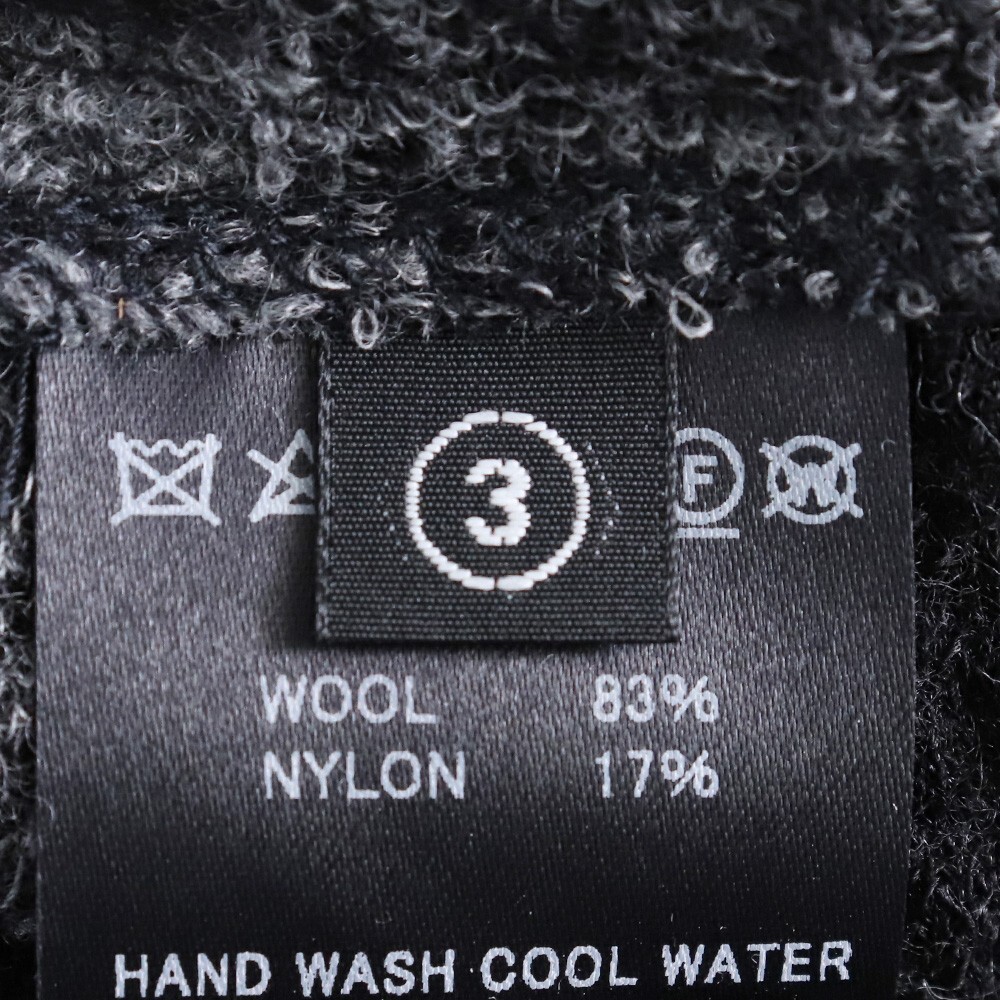 3
F W
WOOL 83%
NYLON 17%
HAND WASH COOL WATER